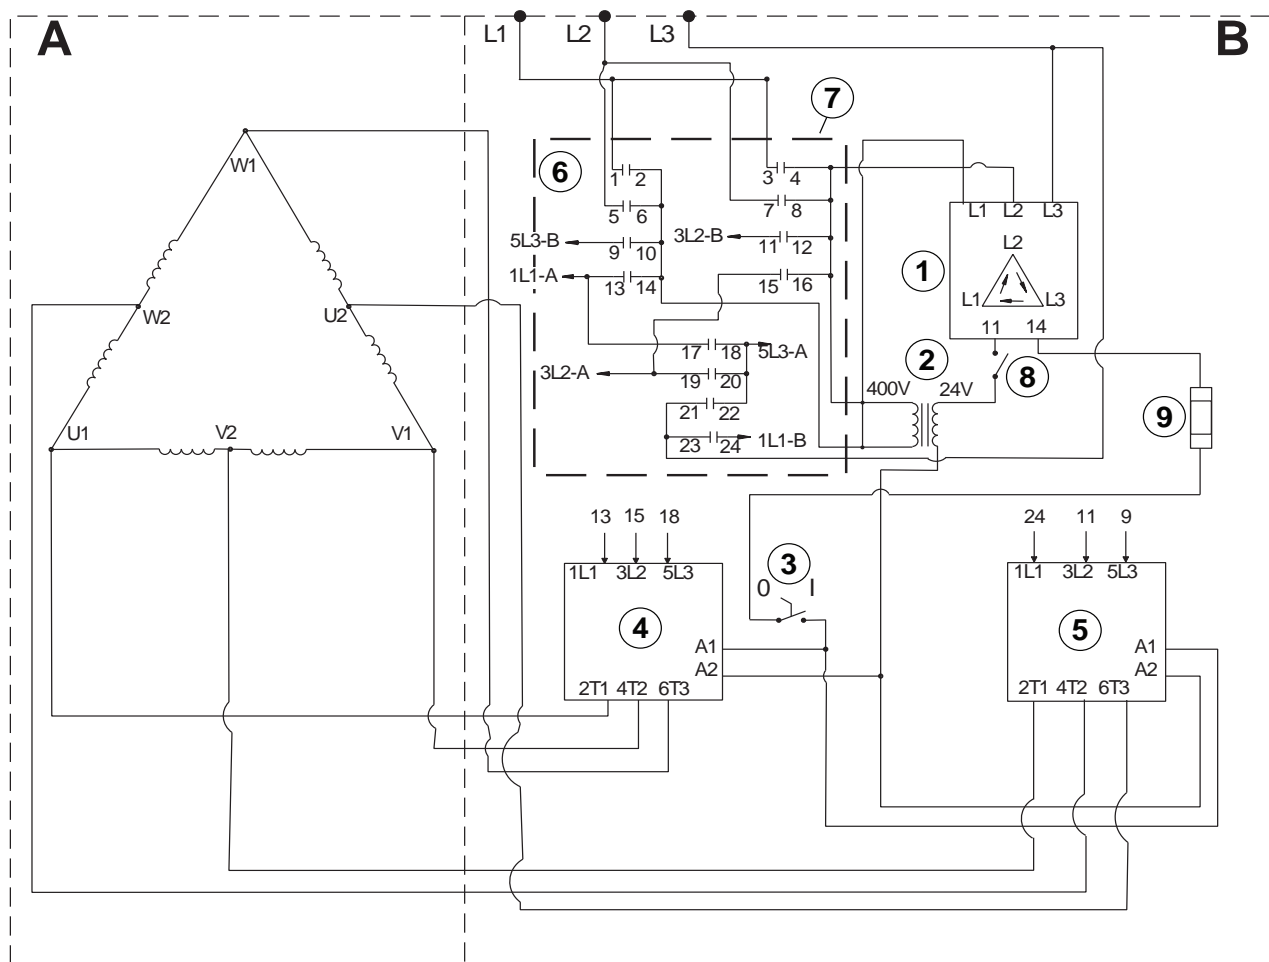 A
L1 L2 L3
B
7
W1
6
1 2
3 4
5 6
7 8
L1 L2 L3
5L3-B
9 10
3L2-B
11 12
L2
1
1L1-A
13 14
15 16
L1 L3
W2
U2
11 14
17 18
5L3-A
2
3L2-A
19 20
400V 24V
8
21 22
9
U1
V2
V1
23 24
1L1-B
13 15 18
24 11 9
1L1 3L2 5L3
3
0 I
1L1 3L2 5L3
4
5
A1
A2
A1
A2
2T1 4T2 6T3
2T1 4T2 6T3